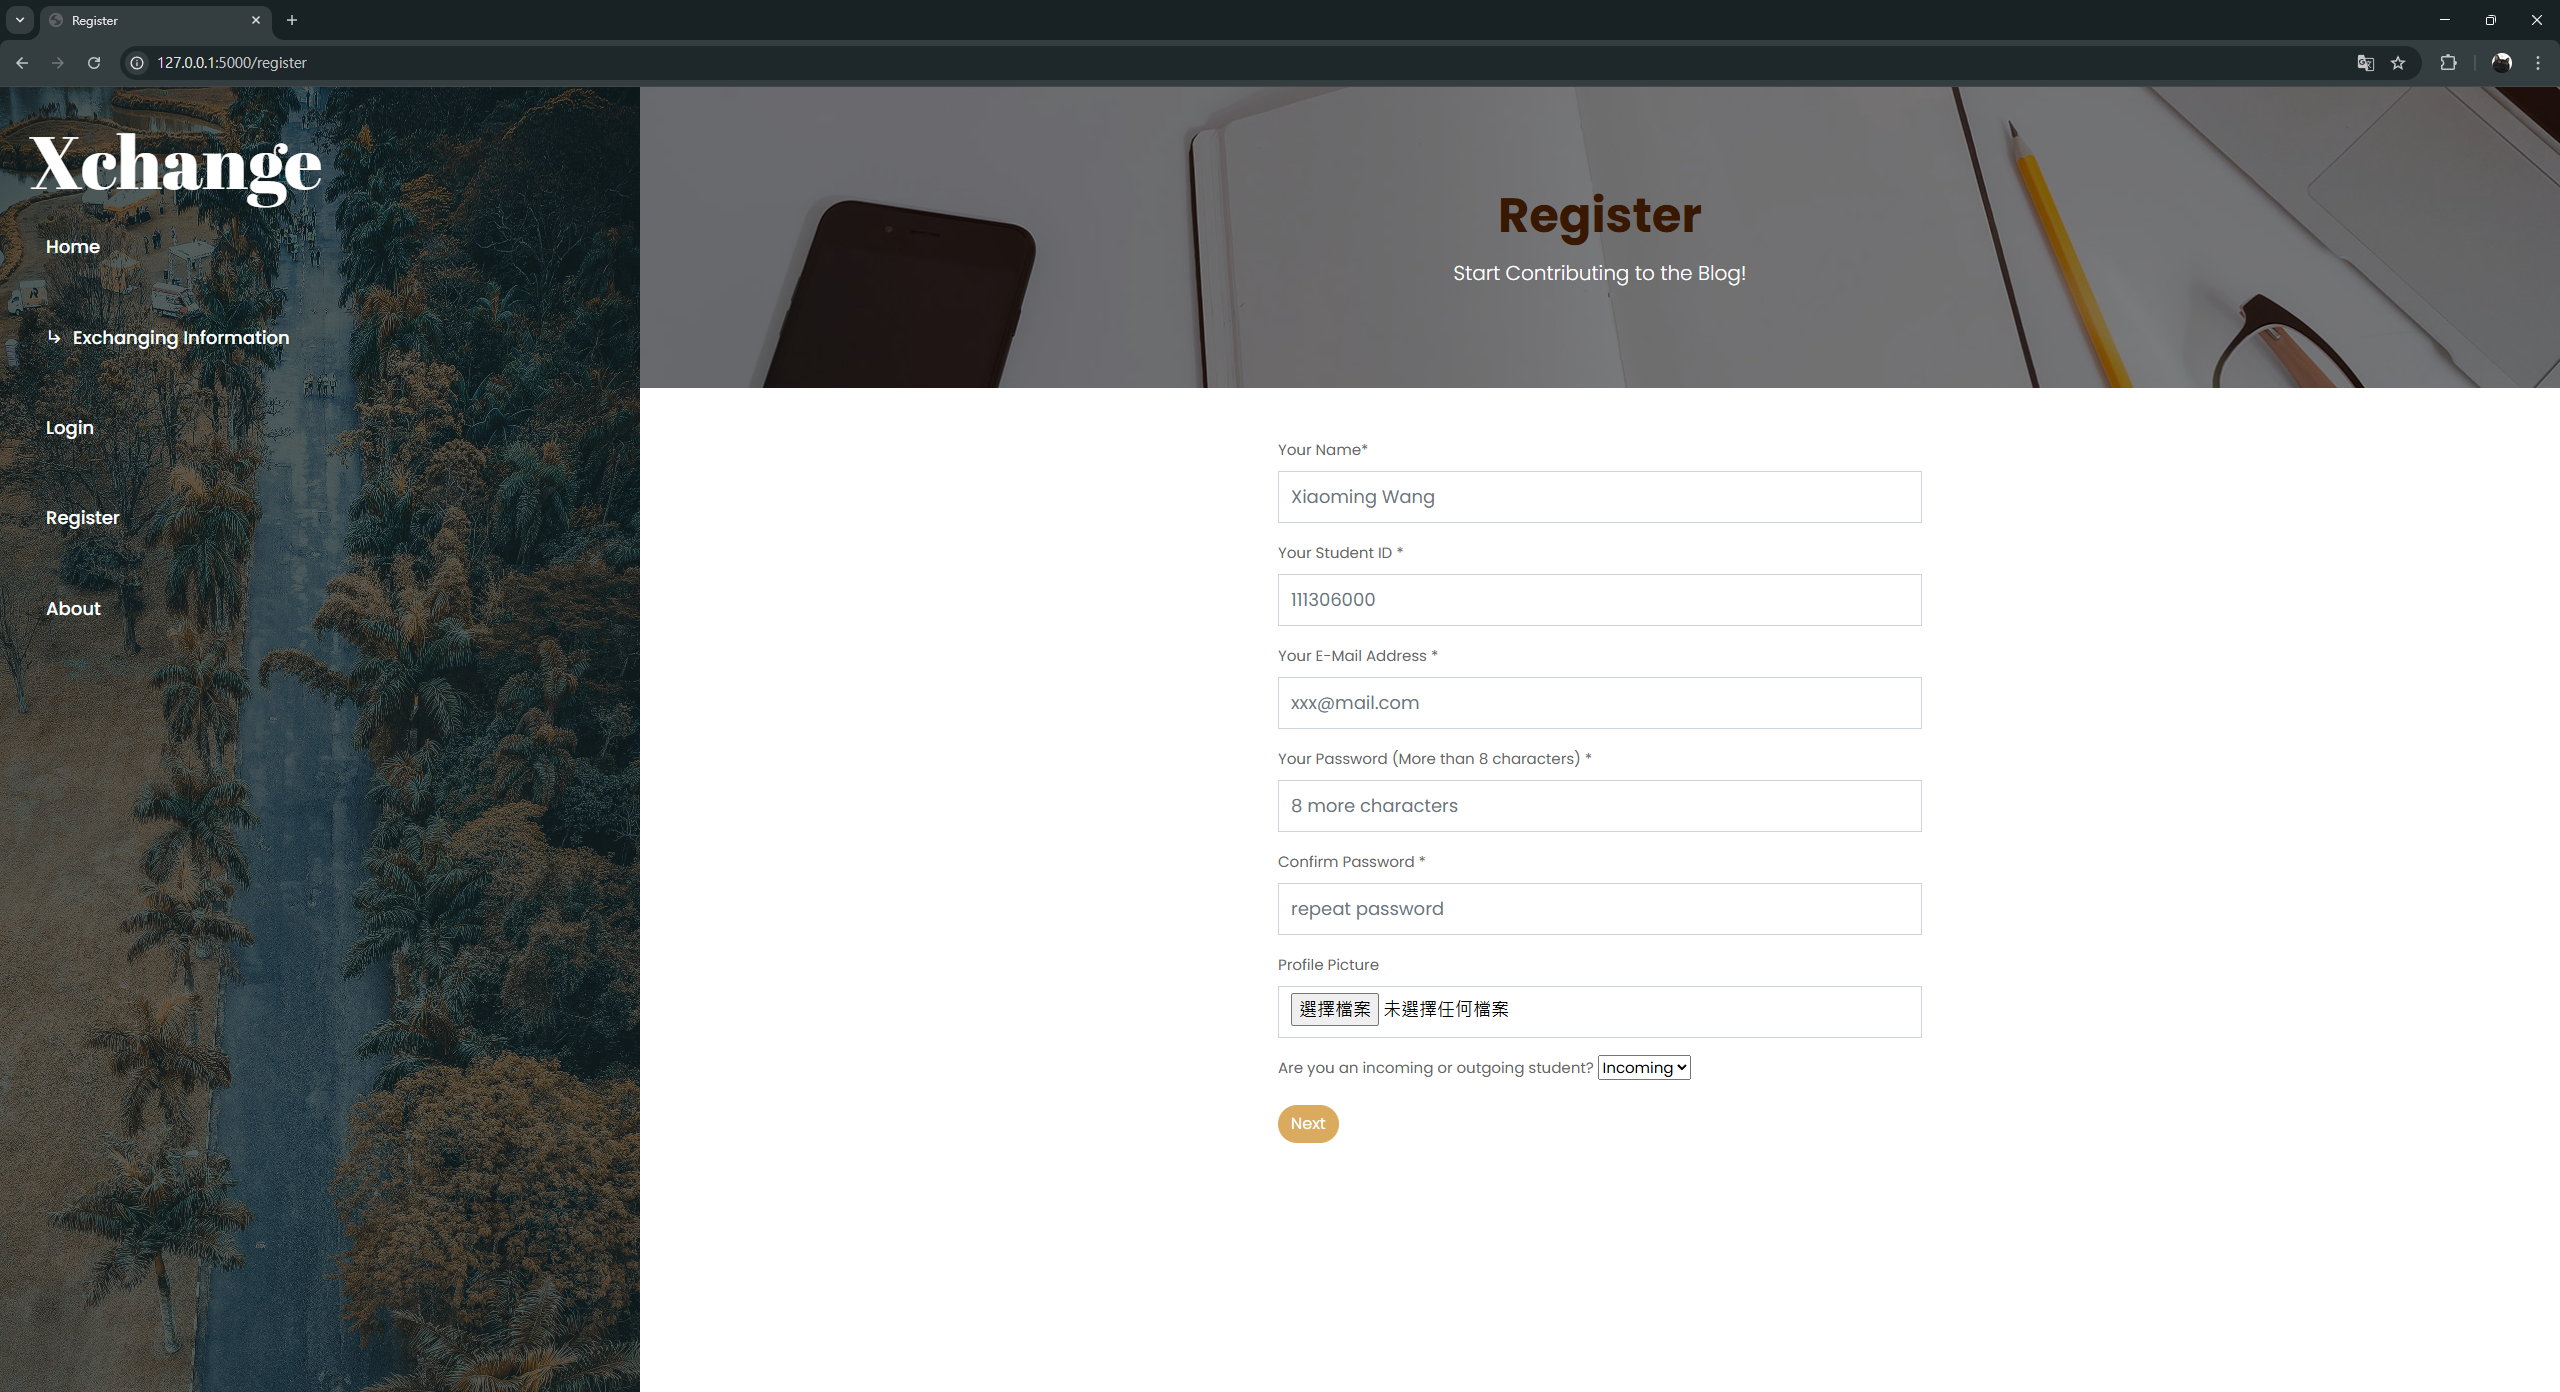 Register
127.0.0.1:5000/register
Xchange
Home
↳ Exchanging Information
Login
Register
About
Register
Start Contributing to the Blog!
Your Name*
Xiaoming Wang
Your Student ID *
111306000
Your E-Mail Address *
xxx@mail.com
Your Password (More than 8 characters) *
8 more characters
Confirm Password *
repeat password
Profile Picture
選擇檔案 未選擇任何檔案
Are you an incoming or outgoing student? Incoming
Next